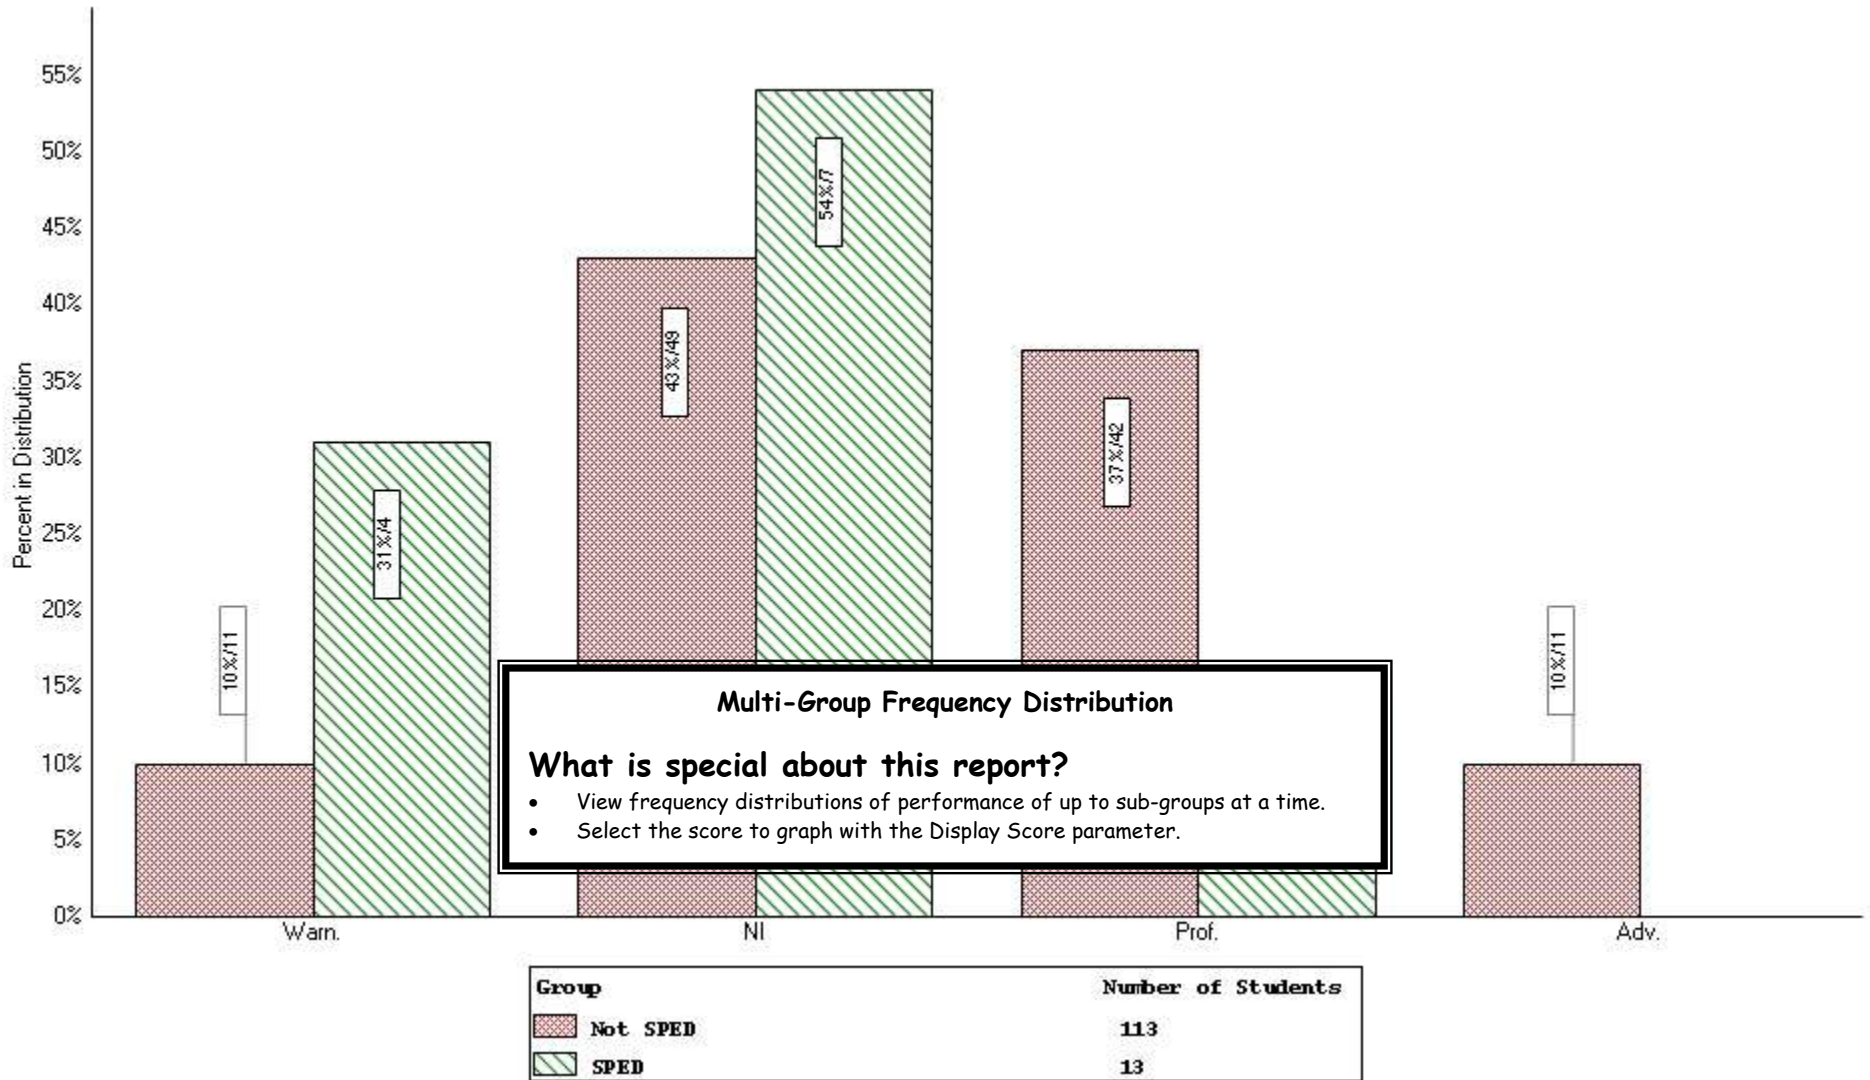 55%
50%
45%
40%
35%
30%
25%
20%
15%
10%
5%
0%
Percent in Distribution
10%/11
31%/4
43%/49
54%/7
37%/42
10%/11
Multi-Group Frequency Distribution
What is special about this report?
• View frequency distributions of performance of up to sub-groups at a time.
• Select the score to graph with the Display Score parameter.
Warn. NI Prof. Adv.
Group Number of Students
Not SPED 113
SPED 13